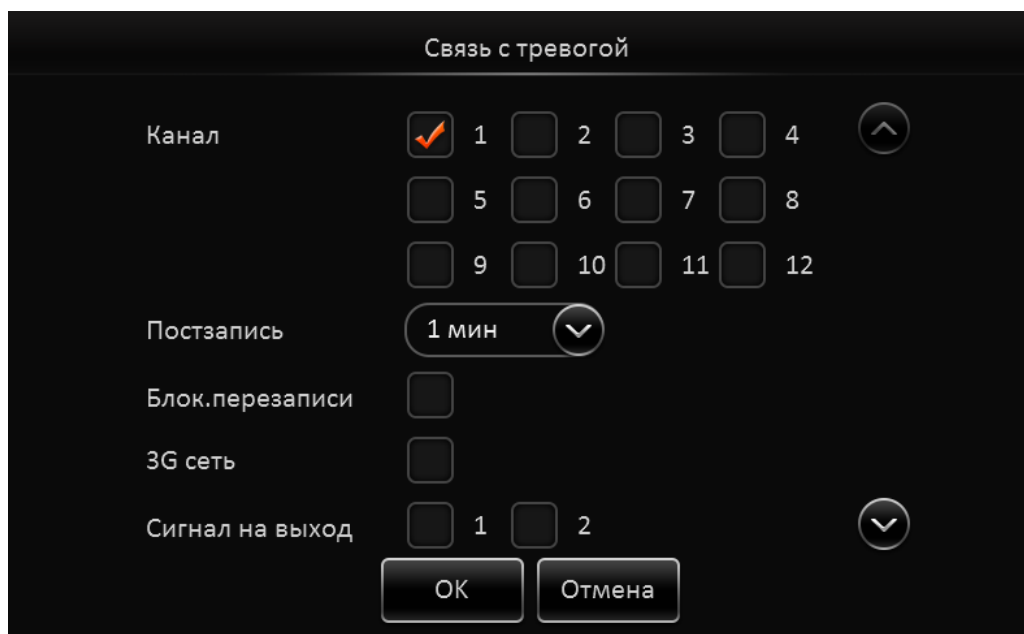 Связь с тревогой
Канал 1 2 3 4
5 6 7 8
9 10 11 12
Постзапись 1 мин
Блок.перезаписи
3G сеть
Сигнал на выход 1 2
OK Отмена